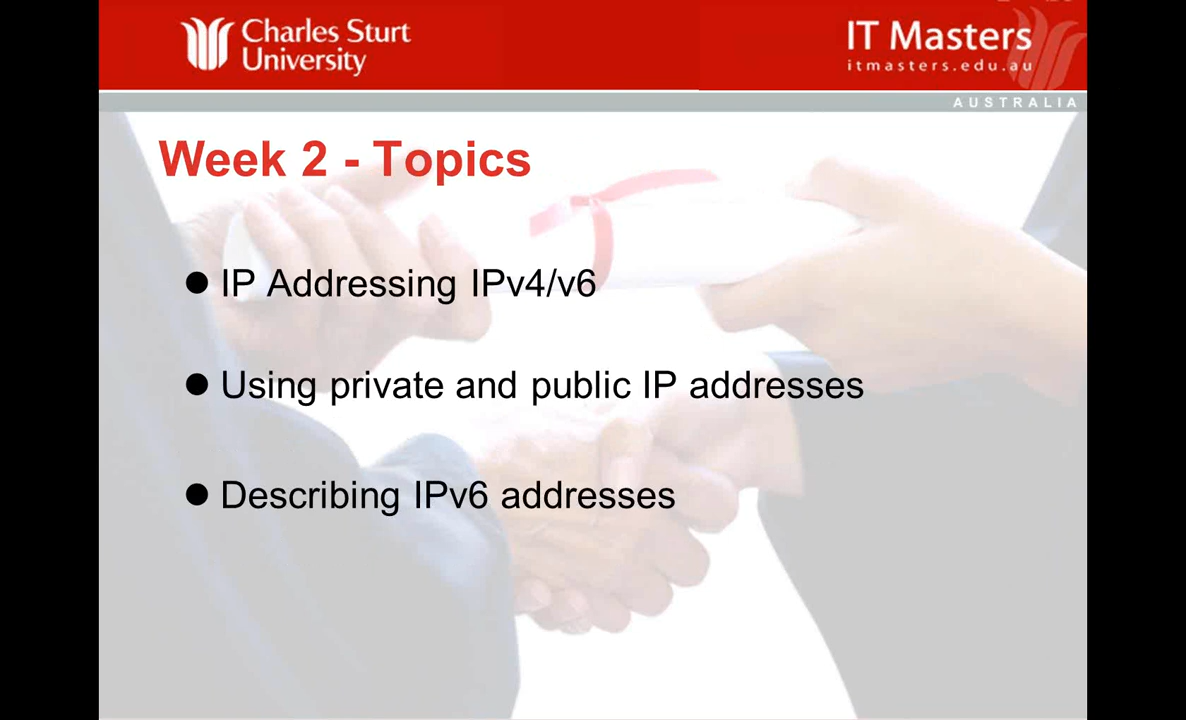 Charles Sturt
University
IT Masters
itmasters.edu.au
AUSTRALIA
Week 2 - Topics
● IP Addressing IPv4/v6
● Using private and public IP addresses
● Describing IPv6 addresses